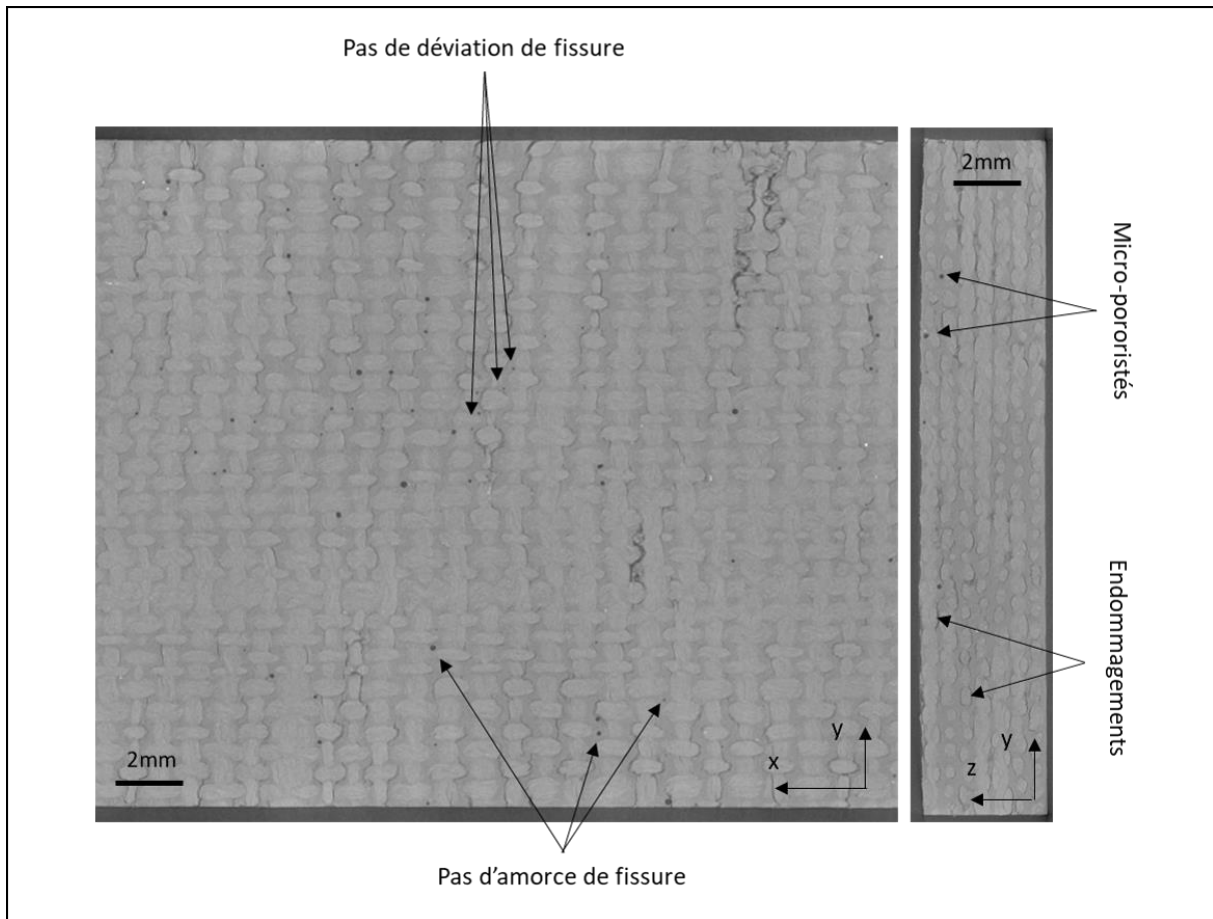 Pas de déviation de fissure
2mm
y
x
Pas d’amorce de fissure
2mm
Micro-pororistés
Endommagements
y
z